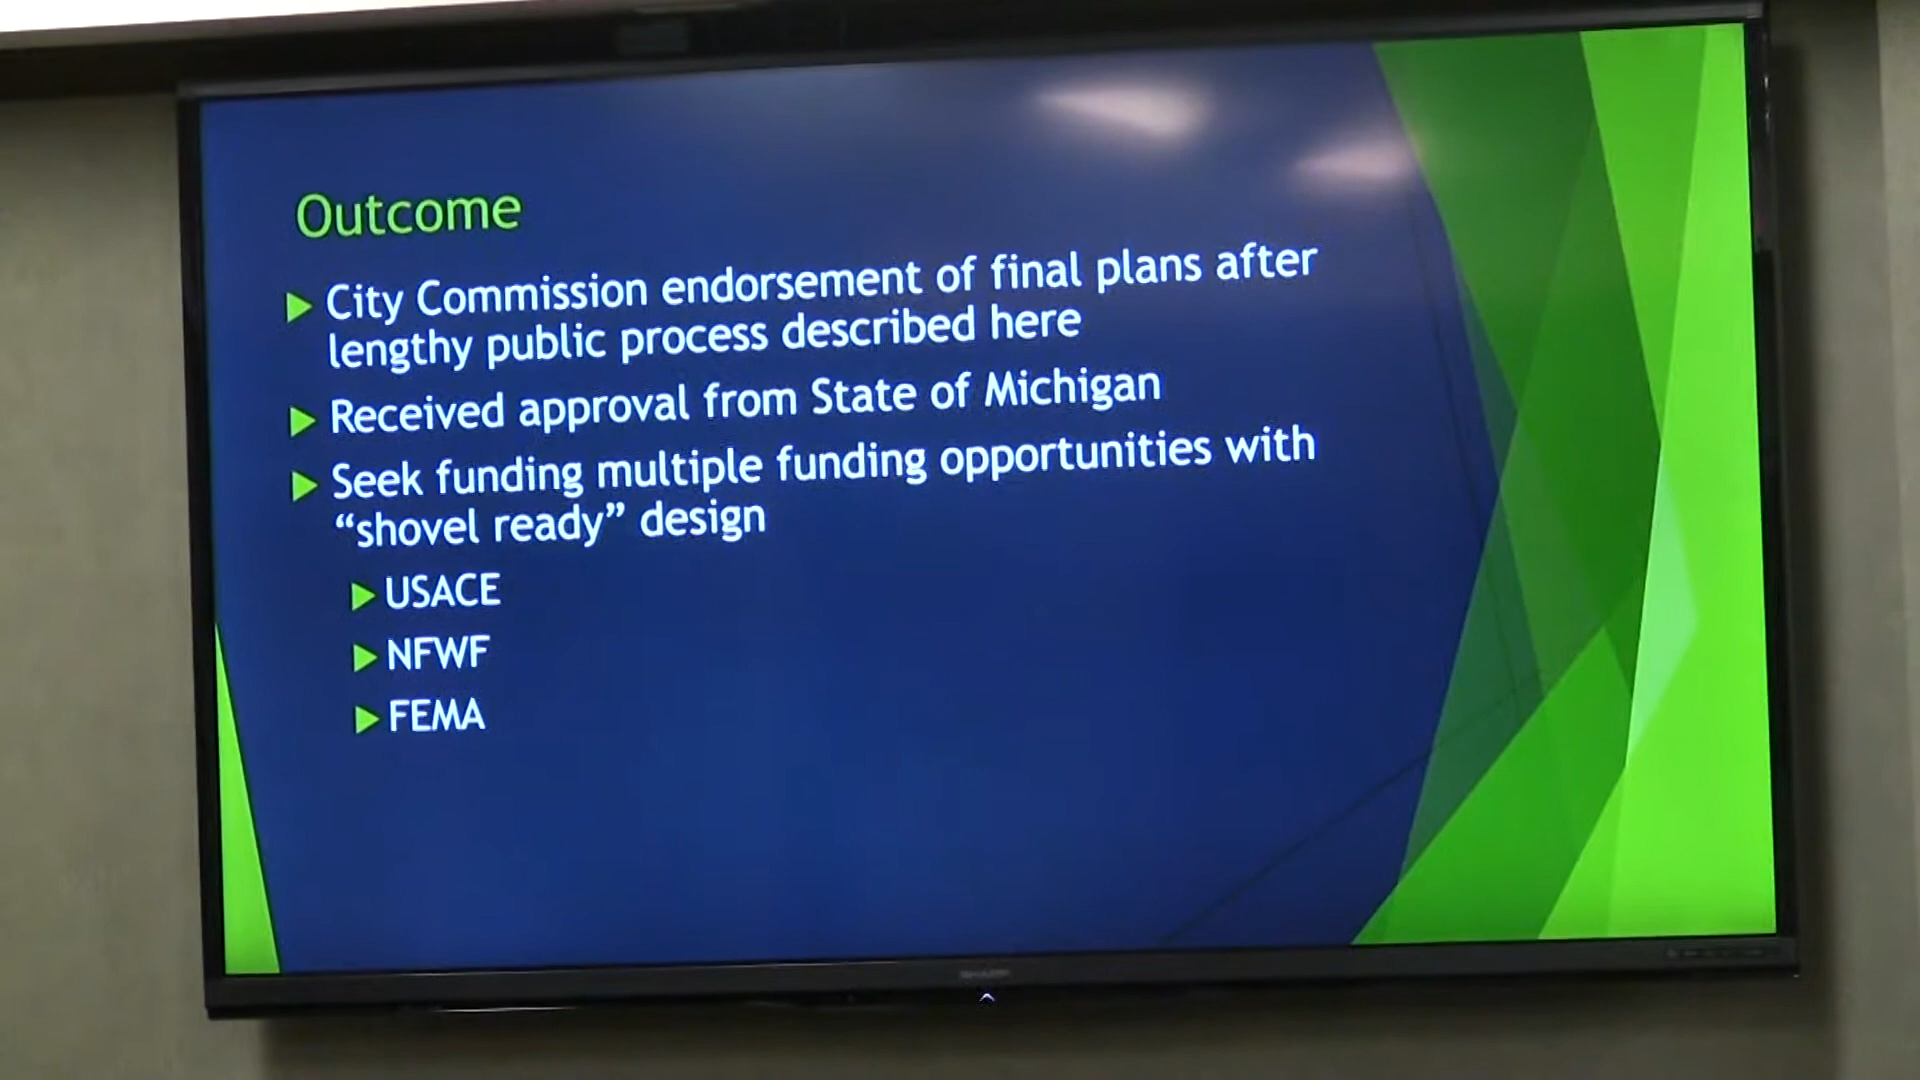 Outcome
City Commission endorsement of final plans after
lengthy public process described here
Received approval from State of Michigan
Seek funding multiple funding opportunities with
“shovel ready” design
USACE
NFWF
FEMA
SHARP